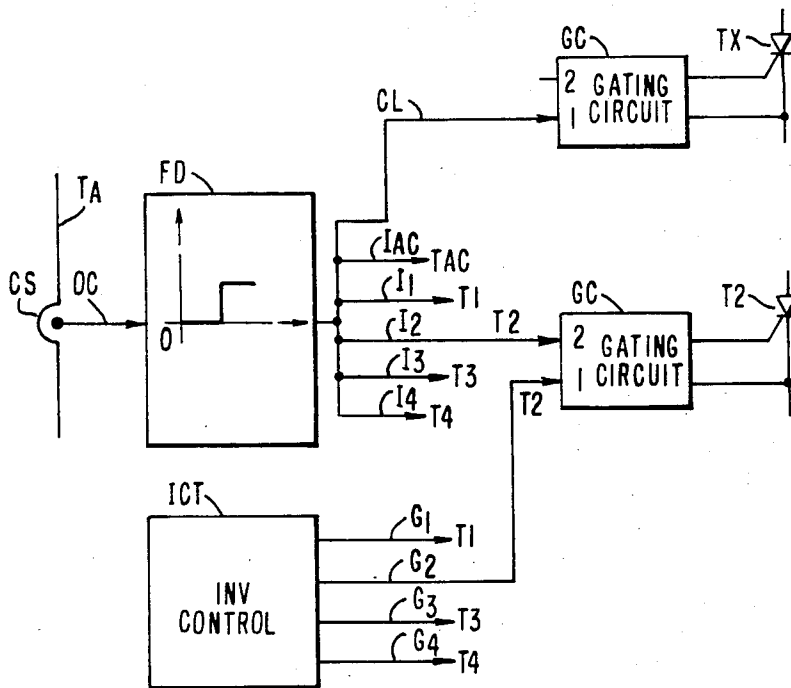 GC
TX
2 GATING
1 CIRCUIT
CL
FD
TA
CS
OC
0
IAC
TAC
I1
T1
I2
T2
I3
T3
I4
T4
GC
T2
2 GATING
1 CIRCUIT
T2
ICT
INV
CONTROL
G1
T1
G2
G3
T3
G4
T4